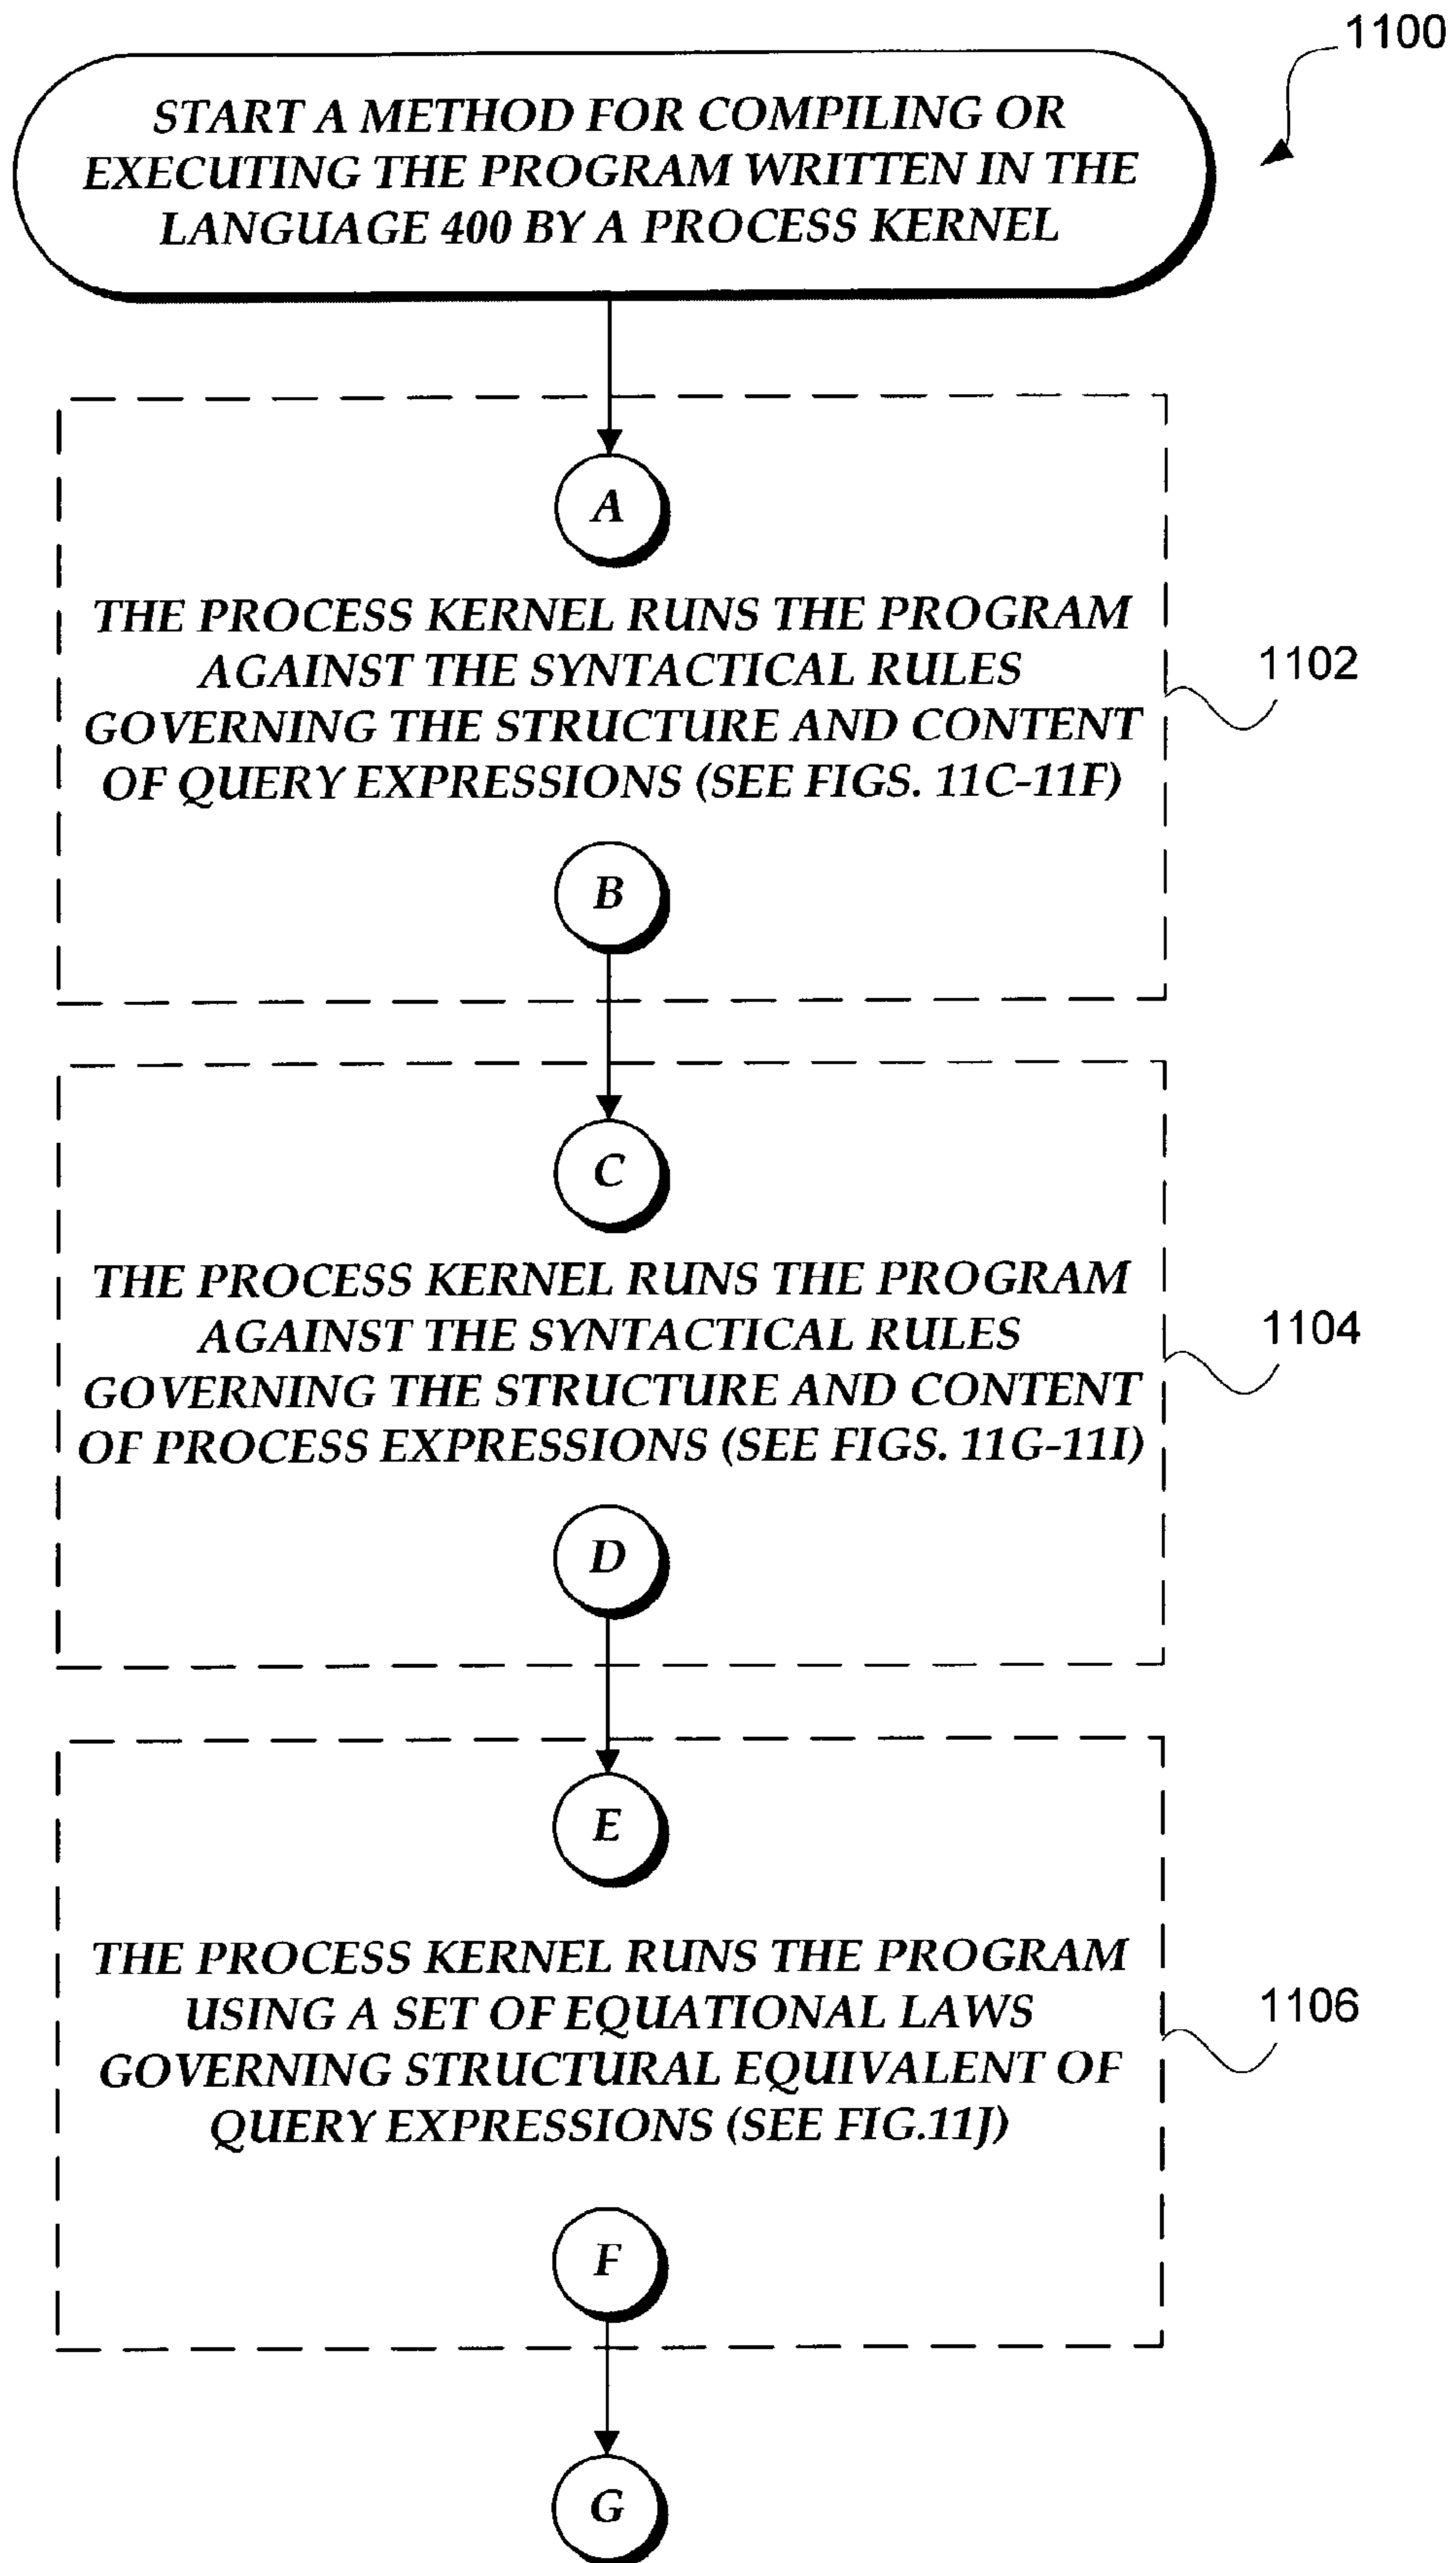 1100
START A METHOD FOR COMPILING OR
EXECUTING THE PROGRAM WRITTEN IN THE
LANGUAGE 400 BY A PROCESS KERNEL
A
THE PROCESS KERNEL RUNS THE PROGRAM
AGAINST THE SYNTACTICAL RULES
GOVERNING THE STRUCTURE AND CONTENT
OF QUERY EXPRESSIONS (SEE FIGS. 11C-11F)
1102
B
C
THE PROCESS KERNEL RUNS THE PROGRAM
AGAINST THE SYNTACTICAL RULES
GOVERNING THE STRUCTURE AND CONTENT
OF PROCESS EXPRESSIONS (SEE FIGS. 11G-11I)
1104
D
E
THE PROCESS KERNEL RUNS THE PROGRAM
USING A SET OF EQUATIONAL LAWS
GOVERNING STRUCTURAL EQUIVALENT OF
QUERY EXPRESSIONS (SEE FIG.11J)
1106
F
G